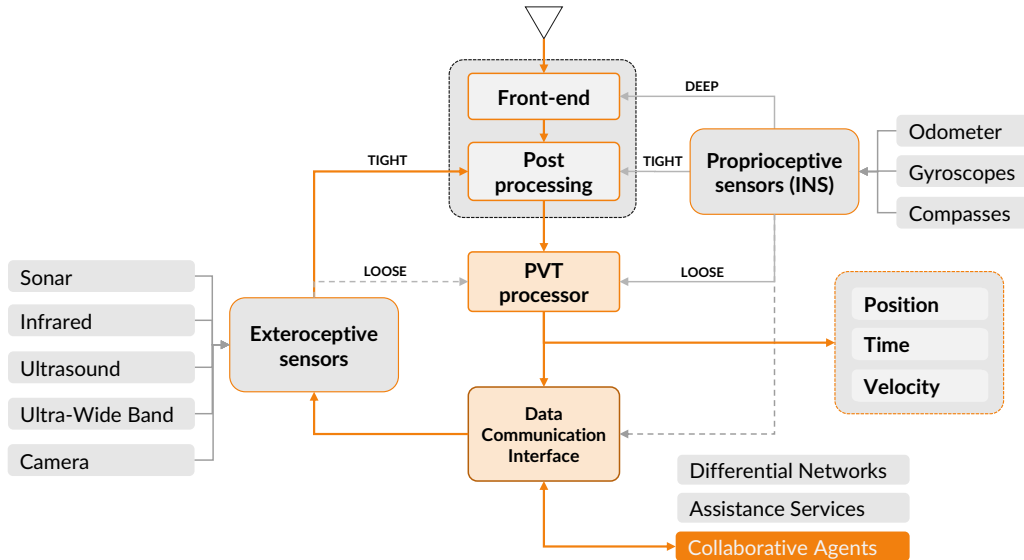 Front-end
DEEP
Post
processing
TIGHT
TIGHT
Proprioceptive
sensors (INS)
Odometer
Gyroscopes
Compasses
PVT
processor
LOOSE
LOOSE
Sonar
Infrared
Ultrasound
Ultra-Wide Band
Camera
Exteroceptive
sensors
Position
Time
Velocity
Data
Communication
Interface
Differential Networks
Assistance Services
Collaborative Agents